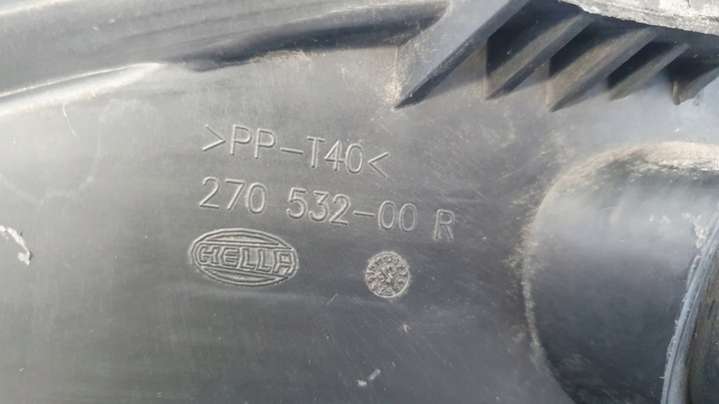 >PP-T40<
270 532-00 R
HELLA